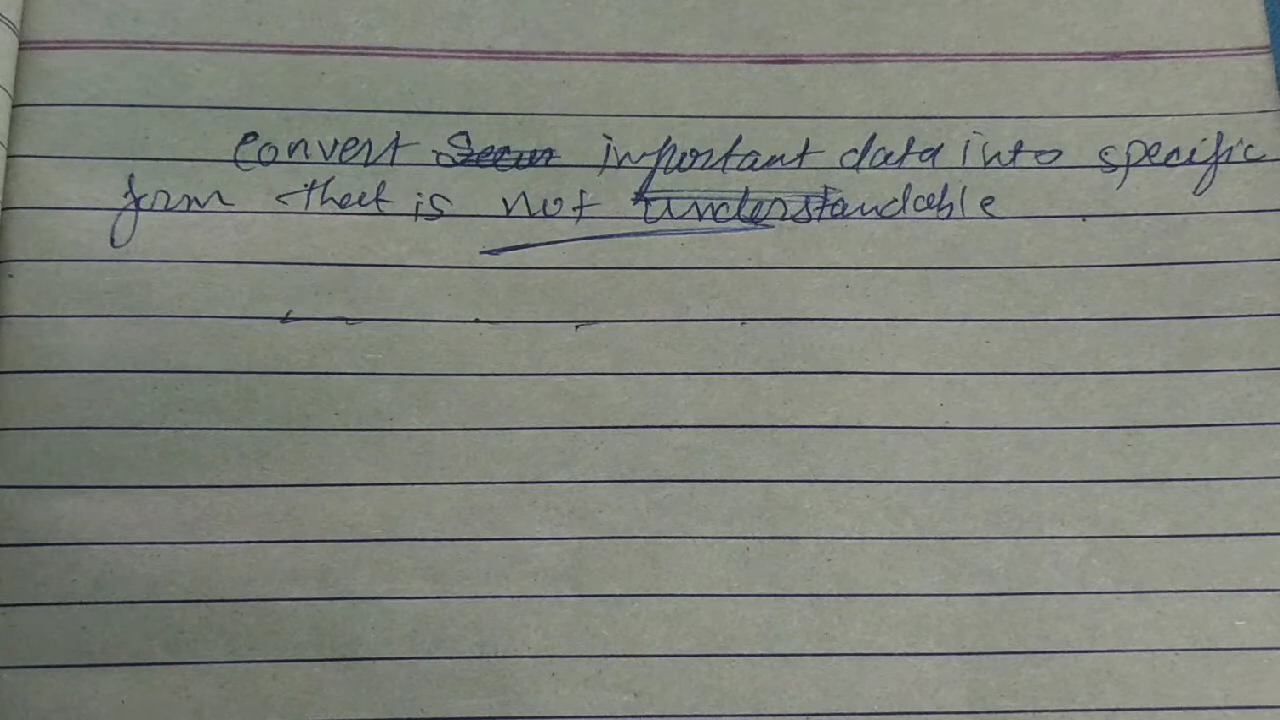 Convert important data into specific
form that is not understandable